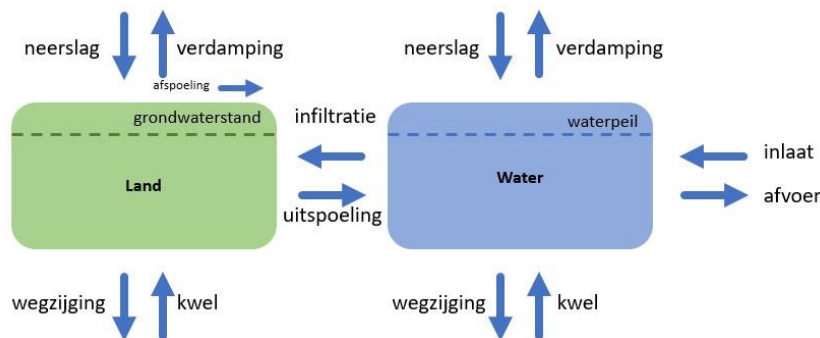 neerslag verdamping neerslag verdamping
afspoeling
grondwaterstand infiltratie waterpeil
inlaat
Land Water
uitspoeling afvoer
wegzijging kwel wegzijging kwel